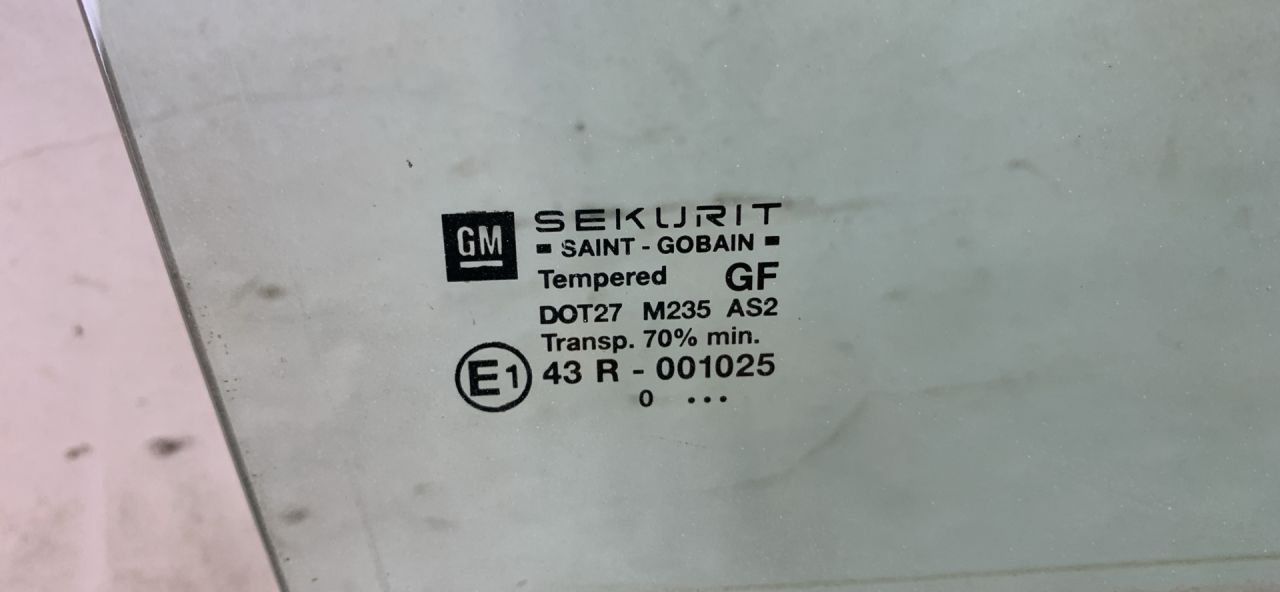 GM
SEKURIT
SAINT - GOBAIN
Tempered GF
DOT27 M235 AS2
Transp. 70% min.
E1 43 R - 001025
0 ...